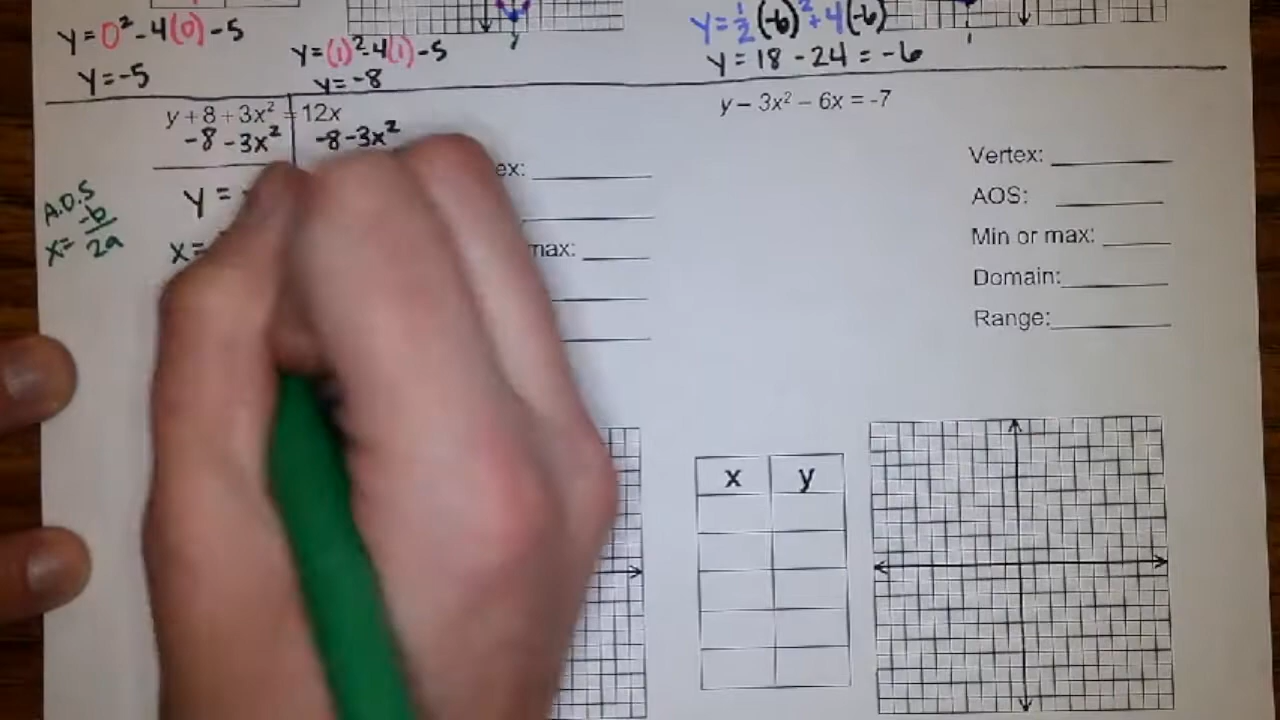 y = 0² - 4(0) - 5
y = -5
y = (1)² - 4(1) - 5
y = -8
y = 1/2(-6)² + 4(-6)
y = 18 - 24 = -6
y + 8 + 3x² = 12x
-8 - 3x² -8 - 3x²
y =
x =
A.O.S
x = -b/2a
ex:
max:
y – 3x² – 6x = -7
Vertex:
AOS:
Min or max:
Domain:
Range:
x y
y